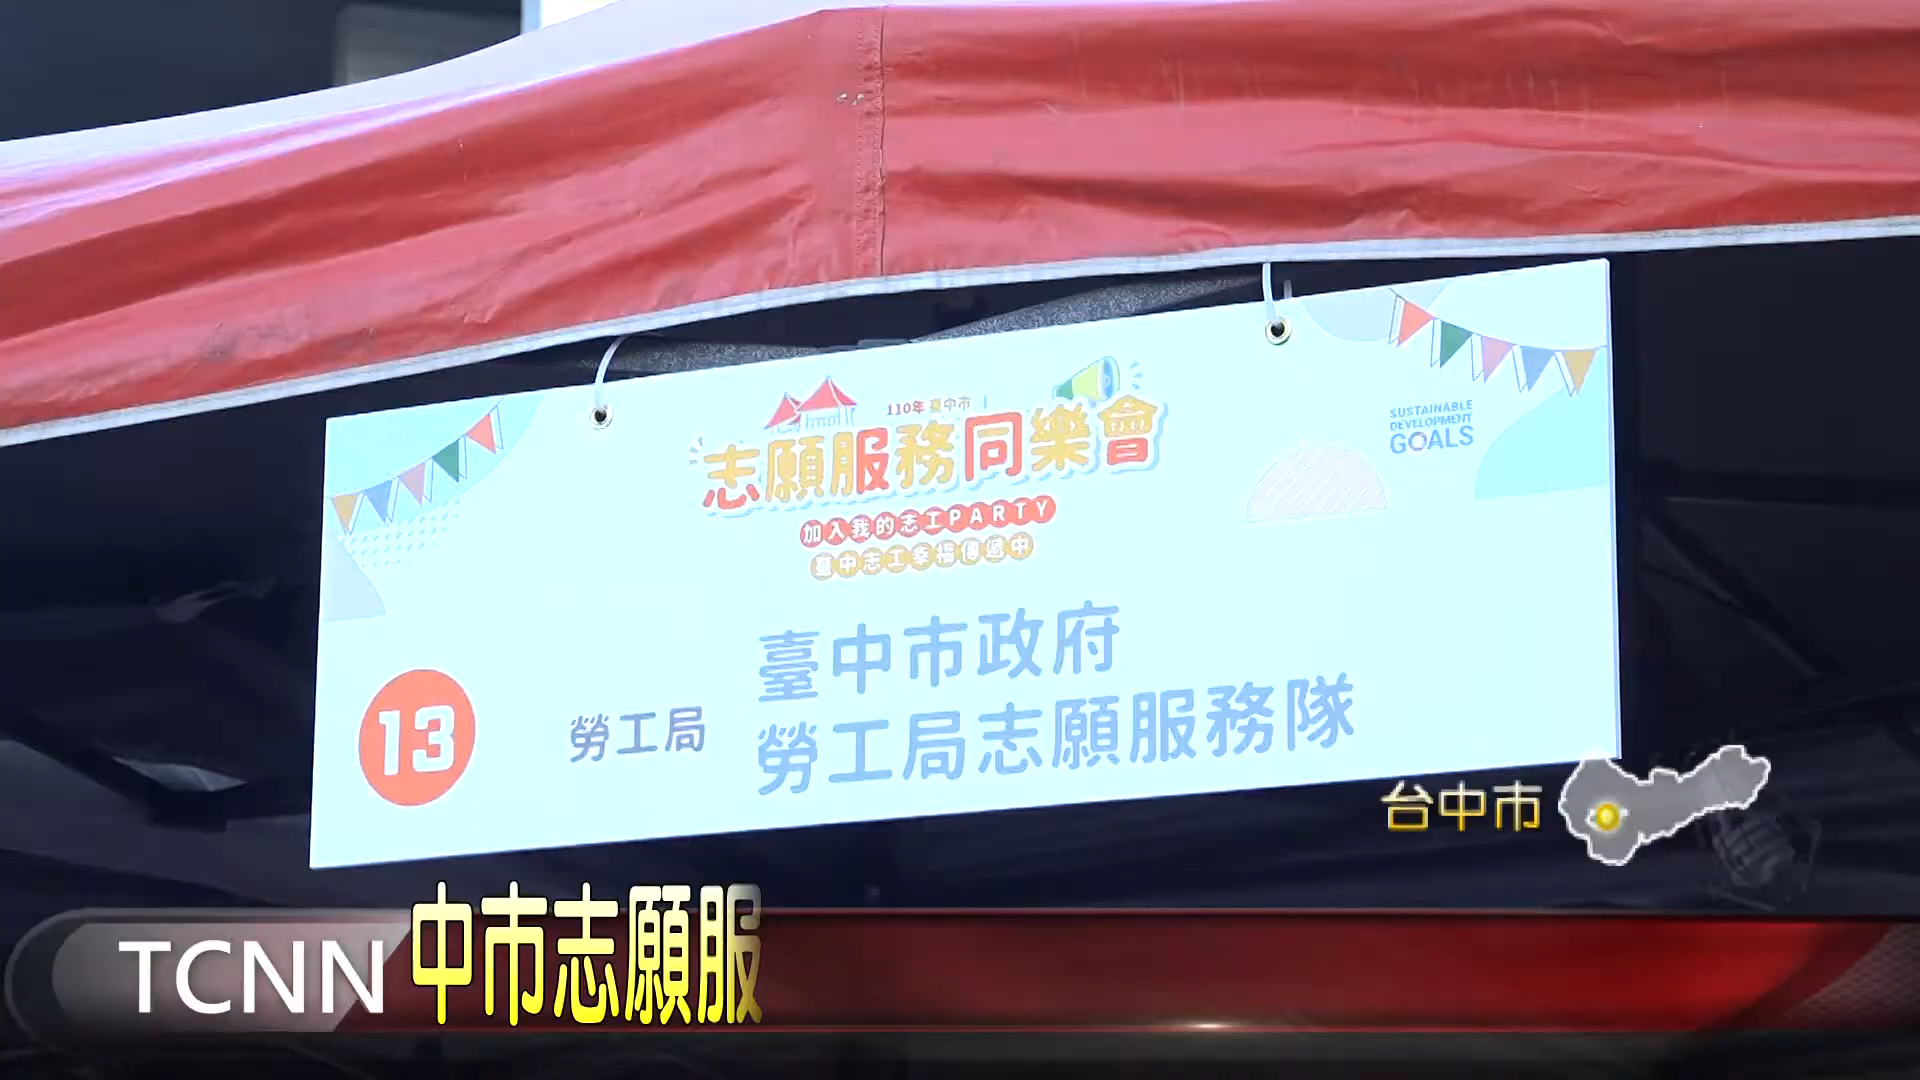 110年 臺中市
志願服務同樂會
加入我的志工PARTY
臺中志工幸福傳遞中
SUSTAINABLE
DEVELOPMENT
GOALS
13
勞工局
臺中市政府
勞工局志願服務隊
台中市
TCNN
中市志願服